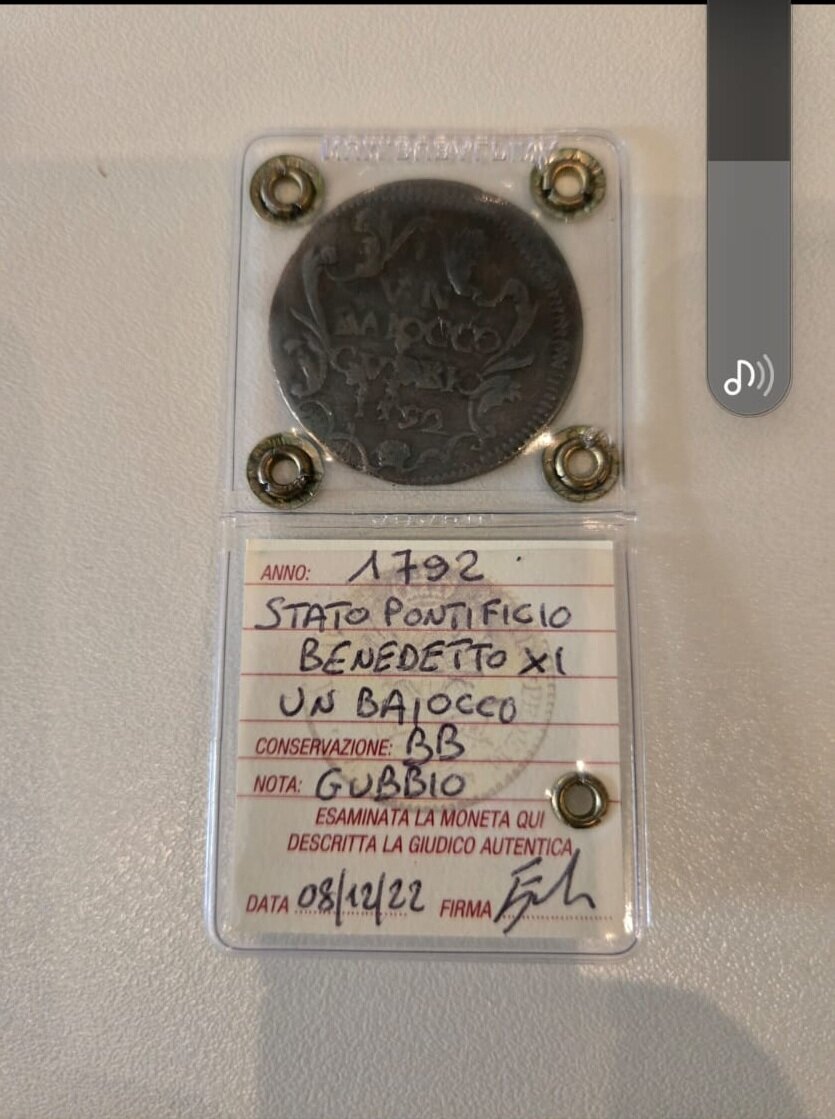 VN
BAIOCCO
GVBBIO
1792
ANNO: 1792
STATO PONTIFICIO
BENEDETTO XI
UN BAIOCCO
CONSERVAZIONE: BB
NOTA: GUBBIO
ESAMINATA LA MONETA QUI
DESCRITTA LA GIUDICO AUTENTICA
DATA 08/12/22 FIRMA